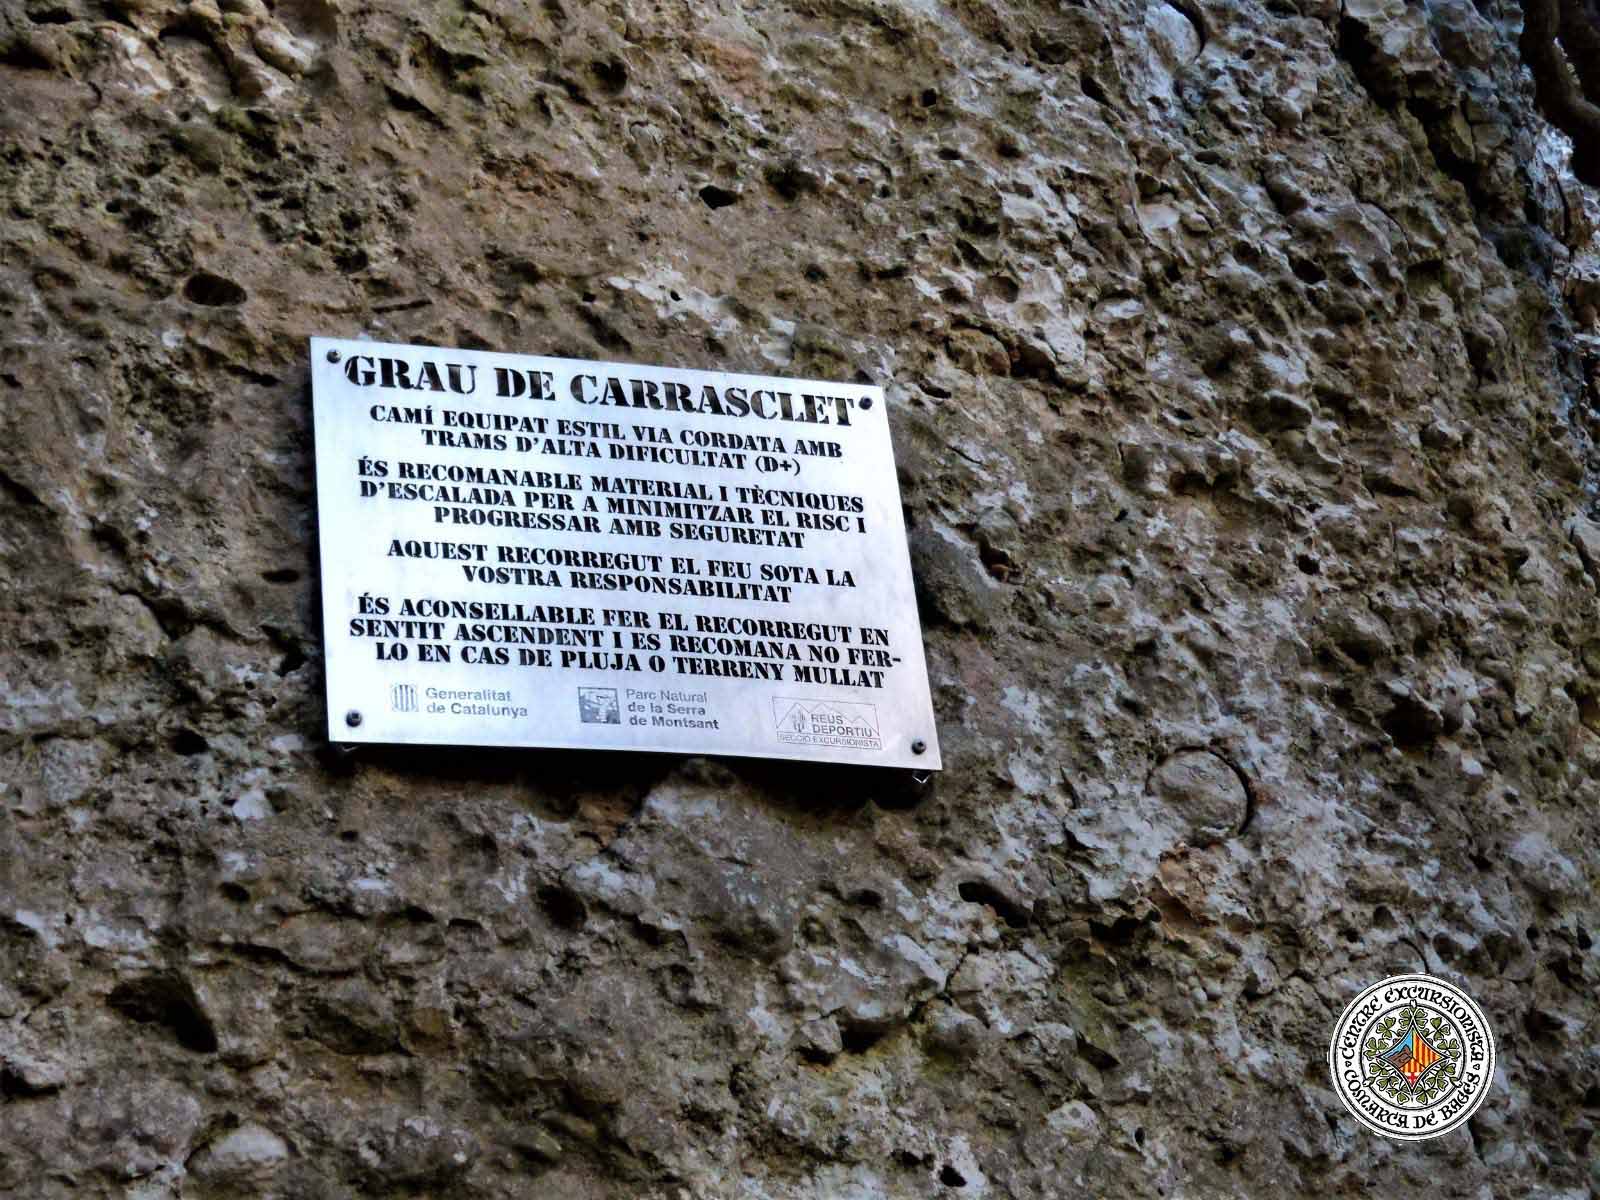 GRAU DE CARRASCLET
CAMÍ EQUIPAT ESTIL VIA CORDATA AMB
TRAMS D'ALTA DIFICULTAT (D+)
ÉS RECOMANABLE MATERIAL I TÈCNIQUES
D'ESCALADA PER A MINIMITZAR EL RISC I
PROGRESSAR AMB SEGURETAT
AQUEST RECORREGUT EL FEU SOTA LA
VOSTRA RESPONSABILITAT
ÉS ACONSELLABLE FER EL RECORREGUT EN
SENTIT ASCENDENT I ES RECOMANA NO FER-
LO EN CAS DE PLUJA O TERRENY MULLAT
Generalitat
de Catalunya
Parc Natural
de la Serra
de Montsant
REUS
DEPORTIU
SECCIÓ EXCURSIONISTA
CENTRE EXCURSIONISTA
COMARCA DE BAGES